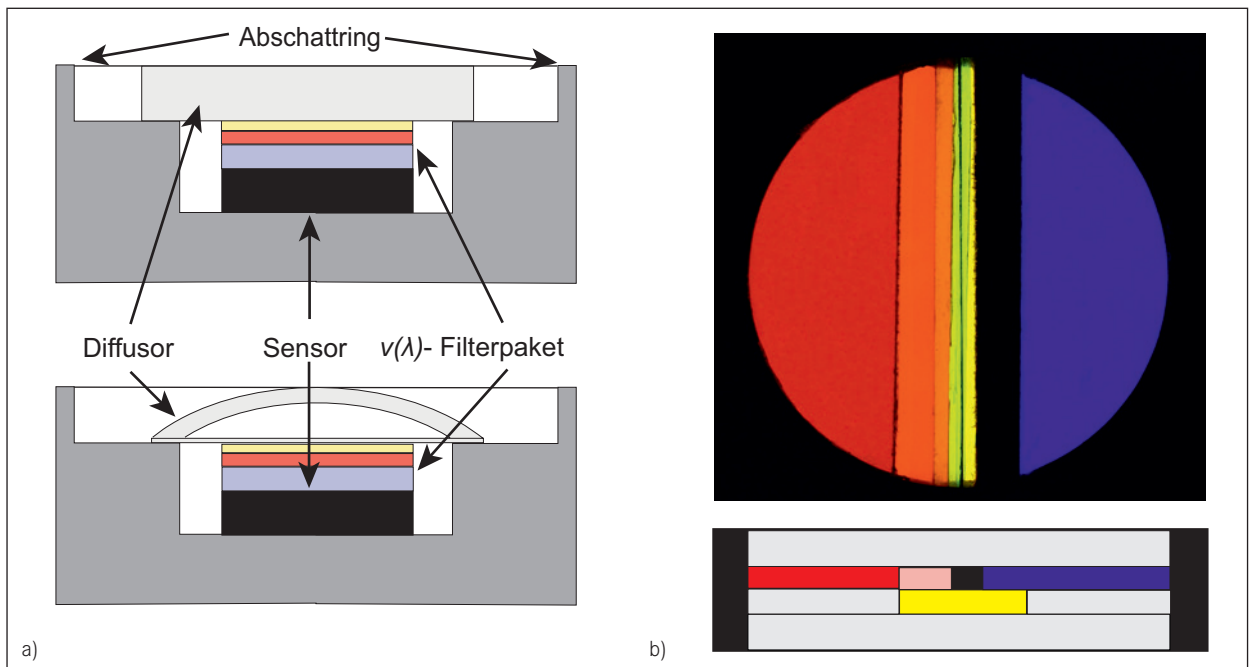 Abschattring
Diffusor
Sensor
v(λ)- Filterpaket
a)
b)